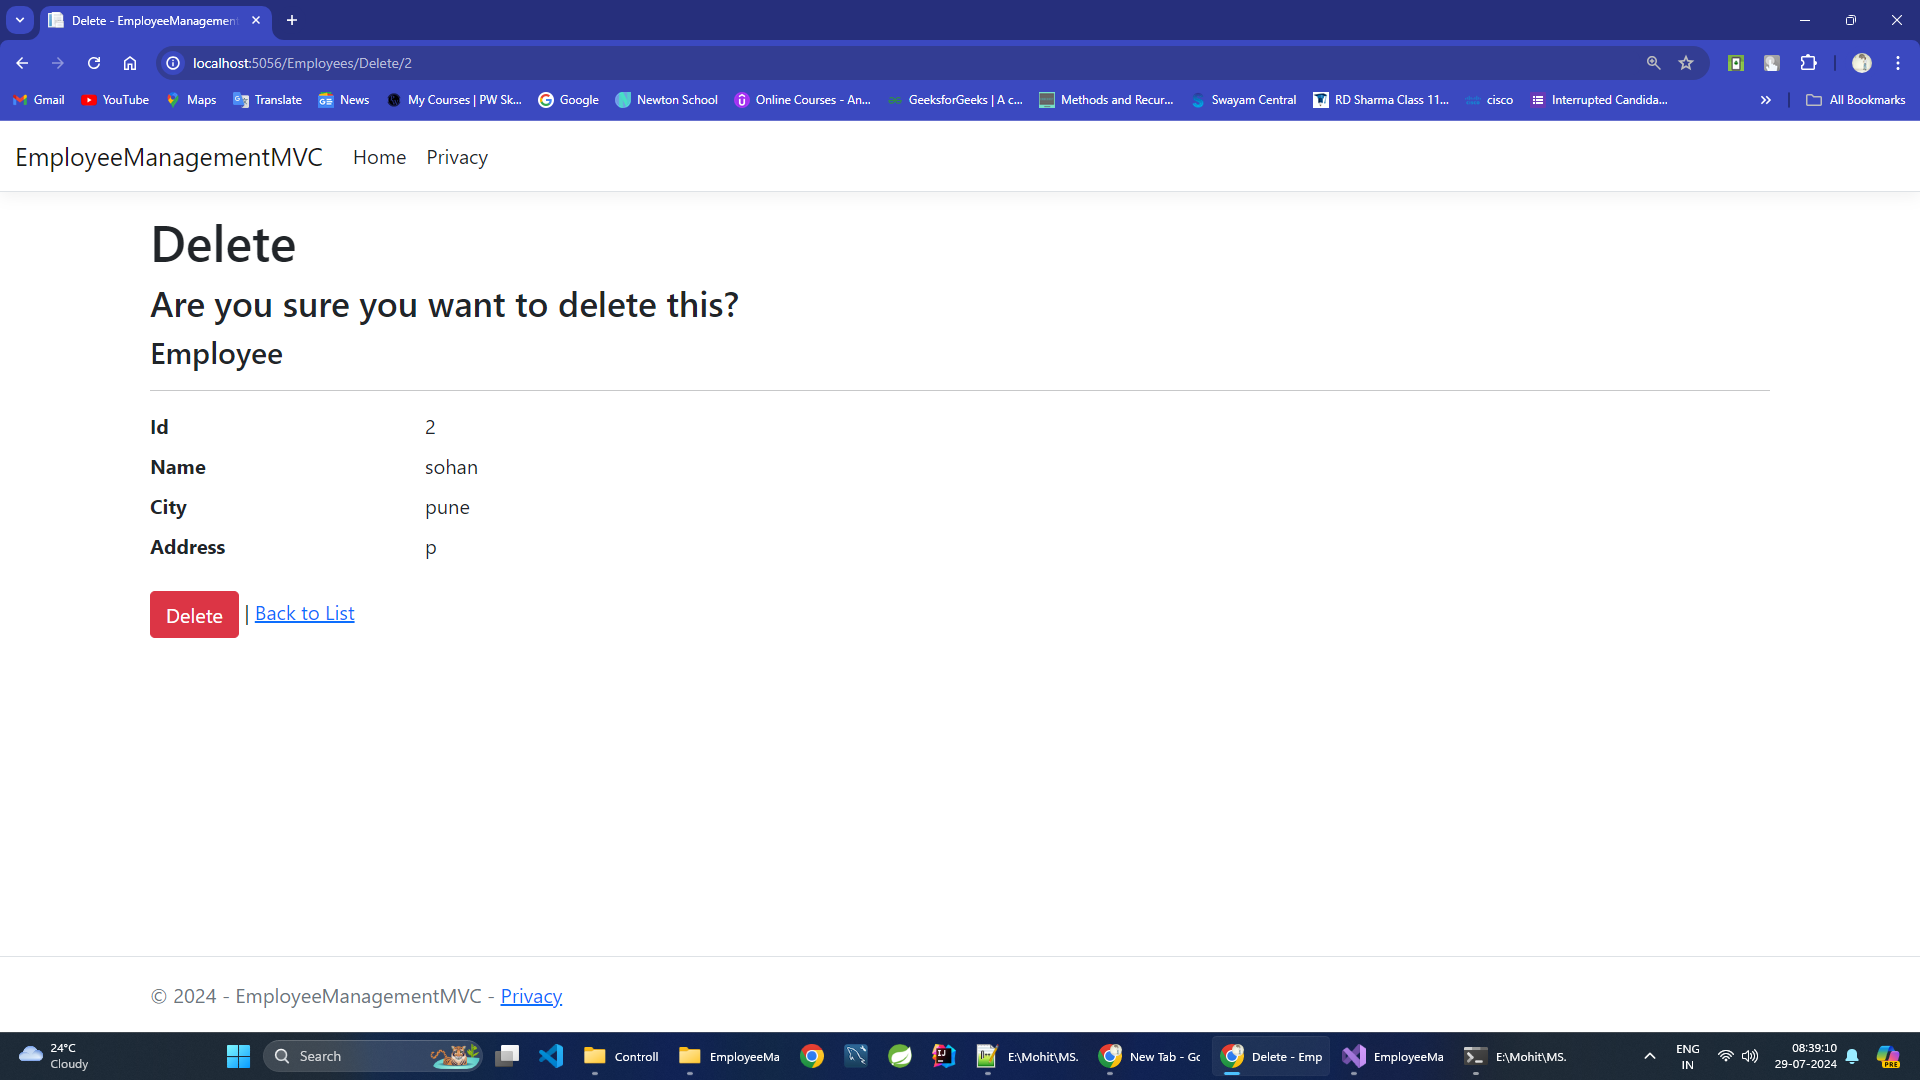 Delete - EmployeeManagement
localhost:5056/Employees/Delete/2
Gmail YouTube Maps Translate News My Courses | PW Sk... Google Newton School Online Courses - An... GeeksforGeeks | A c... Methods and Recur... Swayam Central RD Sharma Class 11... cisco Interrupted Candida... All Bookmarks
EmployeeManagementMVC Home Privacy
Delete
Are you sure you want to delete this?
Employee
Id 2
Name sohan
City pune
Address p
Delete | Back to List
© 2024 - EmployeeManagementMVC - Privacy
24°C
Cloudy
Search
Controll
EmployeeMa
E:\Mohit\MS.
New Tab - Gc
Delete - Emp
EmployeeMa
E:\Mohit\MS.
ENG
IN
08:39:10
29-07-2024
PRE